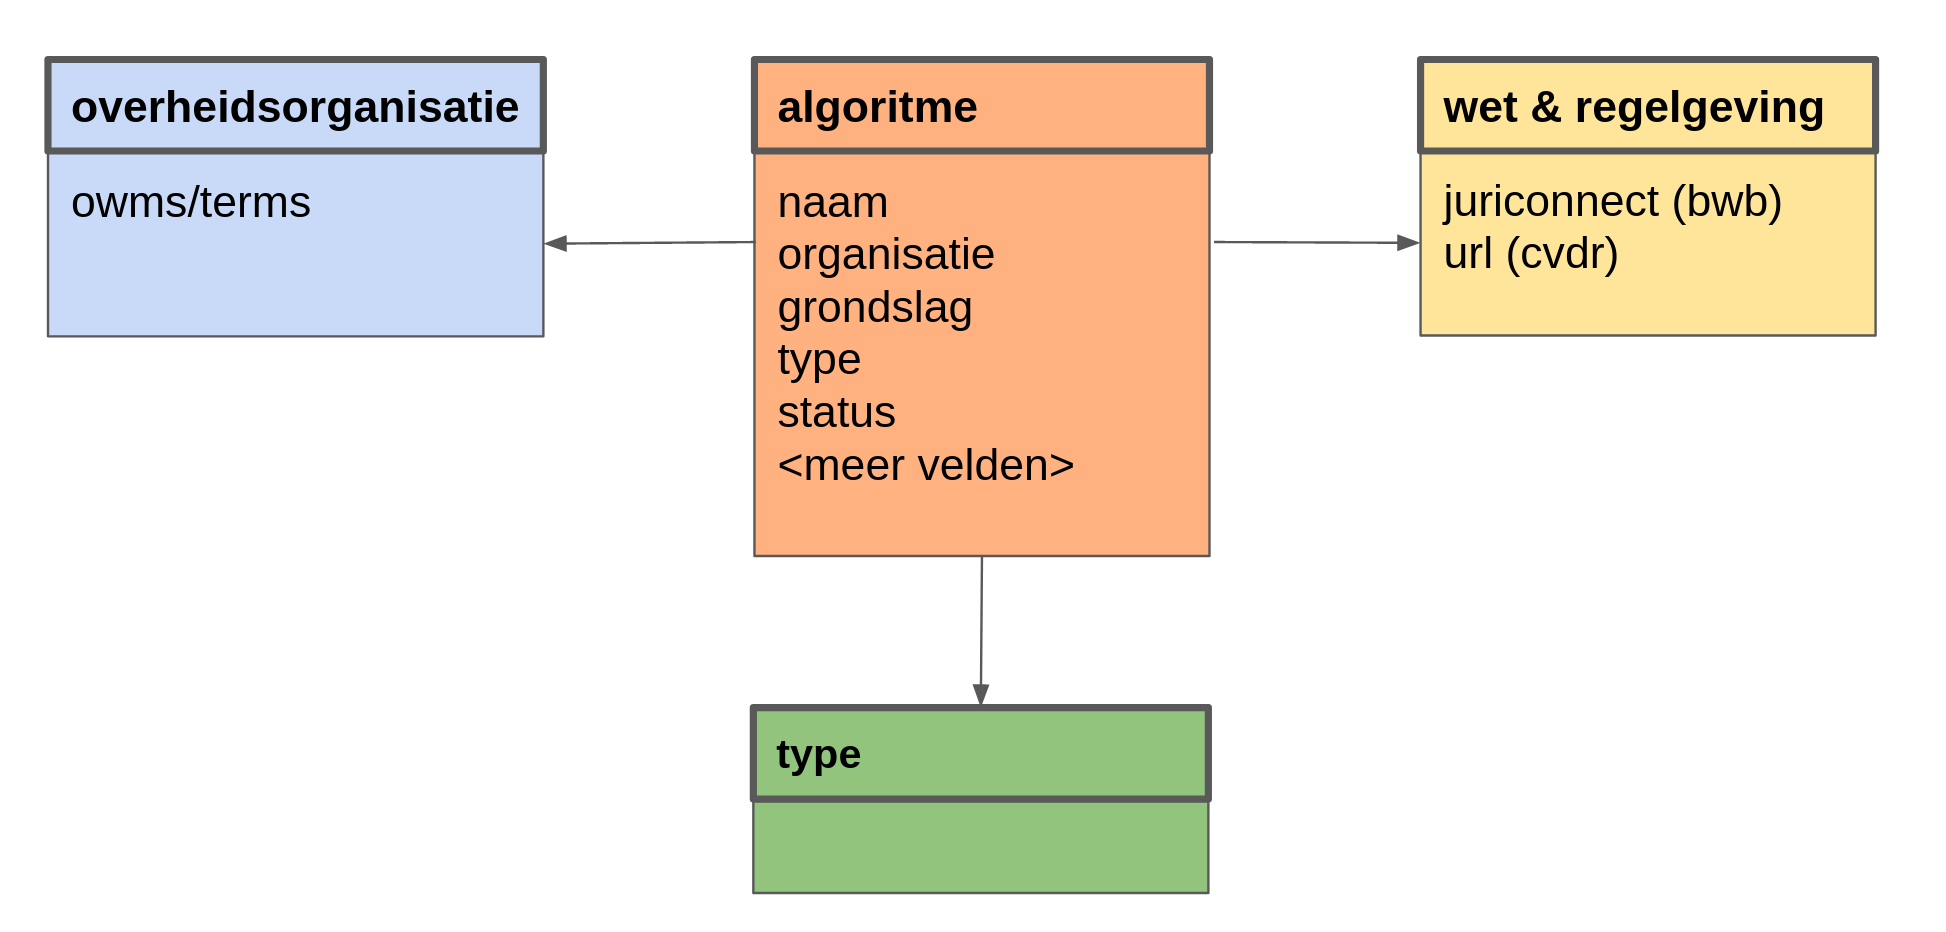 overheidsorganisatie
owms/terms
algoritme
naam
organisatie
grondslag
type
status
<meer velden>
wet & regelgeving
juriconnect (bwb)
url (cvdr)
type